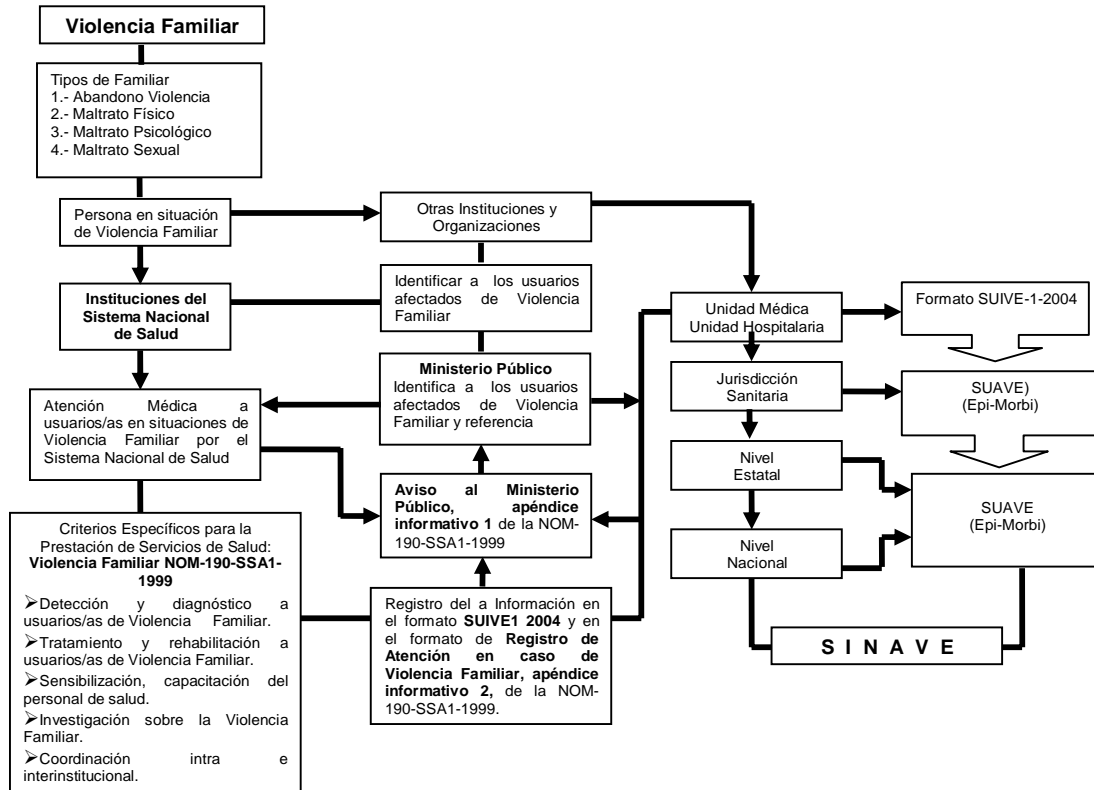 Violencia Familiar
Tipos de Familiar
1.- Abandono Violencia
2.- Maltrato Físico
3.- Maltrato Psicológico
4.- Maltrato Sexual
Persona en situación
de Violencia Familiar
Otras Instituciones y
Organizaciones
Instituciones del
Sistema Nacional
de Salud
Identificar a los usuarios
afectados de Violencia
Familiar
Ministerio Público
Identifica a los usuarios
afectados de Violencia
Familiar y referencia
Atención Médica a
usuarios/as en situaciones de
Violencia Familiar por el
Sistema Nacional de Salud
Aviso al Ministerio
Público, apéndice
informativo 1 de la NOM-
190-SSA1-1999
Criterios Específicos para la
Prestación de Servicios de Salud:
Violencia Familiar NOM-190-SSA1-
1999
➢Detección y diagnóstico a
usuarios/as de Violencia Familiar.
➢Tratamiento y rehabilitación a
usuarios/as de Violencia Familiar.
➢Sensibilización, capacitación del
personal de salud.
➢Investigación sobre la Violencia
Familiar.
➢Coordinación intra e
interinstitucional.
Registro del a Información en
el formato SUIVE1 2004 y en
el formato de Registro de
Atención en caso de
Violencia Familiar, apéndice
informativo 2, de la NOM-
190-SSA1-1999.
Unidad Médica
Unidad Hospitalaria
Formato SUIVE-1-2004
Jurisdicción
Sanitaria
SUAVE)
(Epi-Morbi)
Nivel
Estatal
SUAVE
(Epi-Morbi)
Nivel
Nacional
S I N A V E